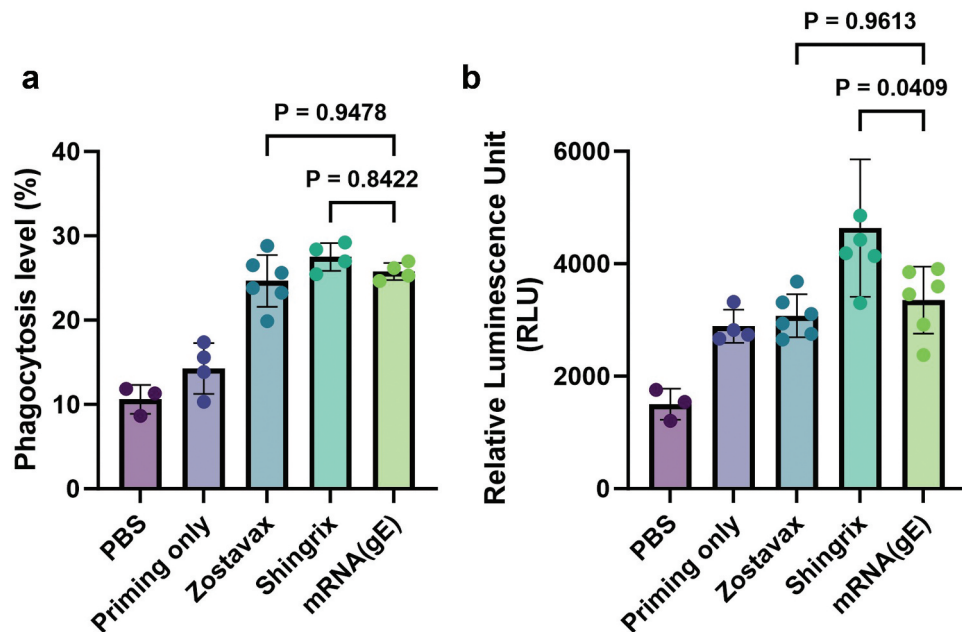 a
P = 0.9478
P = 0.8422
Phagocytosis level (%)
40
30
20
10
0
PBS
Priming only
Zostavax
Shingrix
mRNA(gE)
b
P = 0.9613
P = 0.0409
Relative Luminescence Unit
(RLU)
6000
4000
2000
0
PBS
Priming only
Zostavax
Shingrix
mRNA(gE)